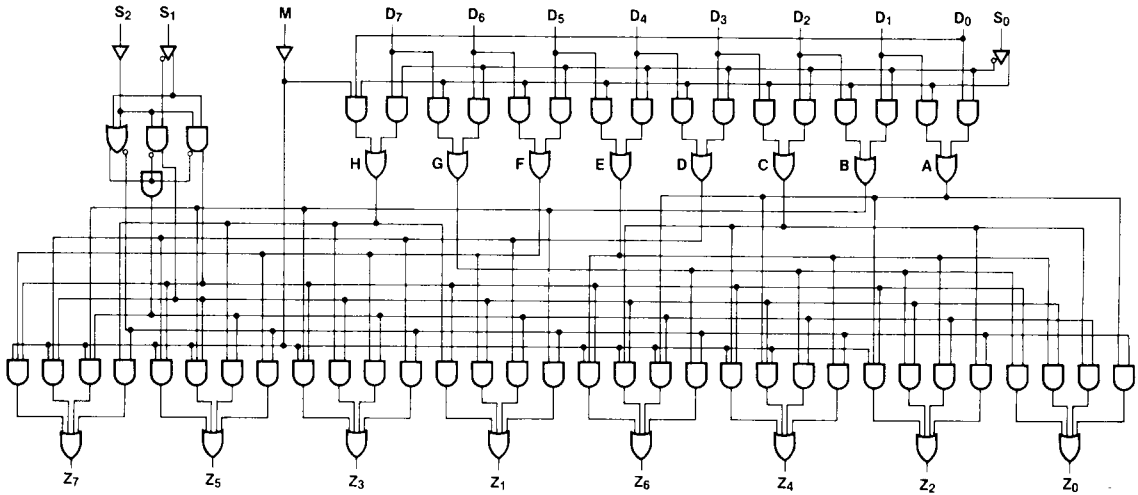 S2 S1 M D7 D6 D5 D4 D3 D2 D1 D0 S0
H G F E D C B A
Z7 Z5 Z3 Z1 Z6 Z4 Z2 Z0